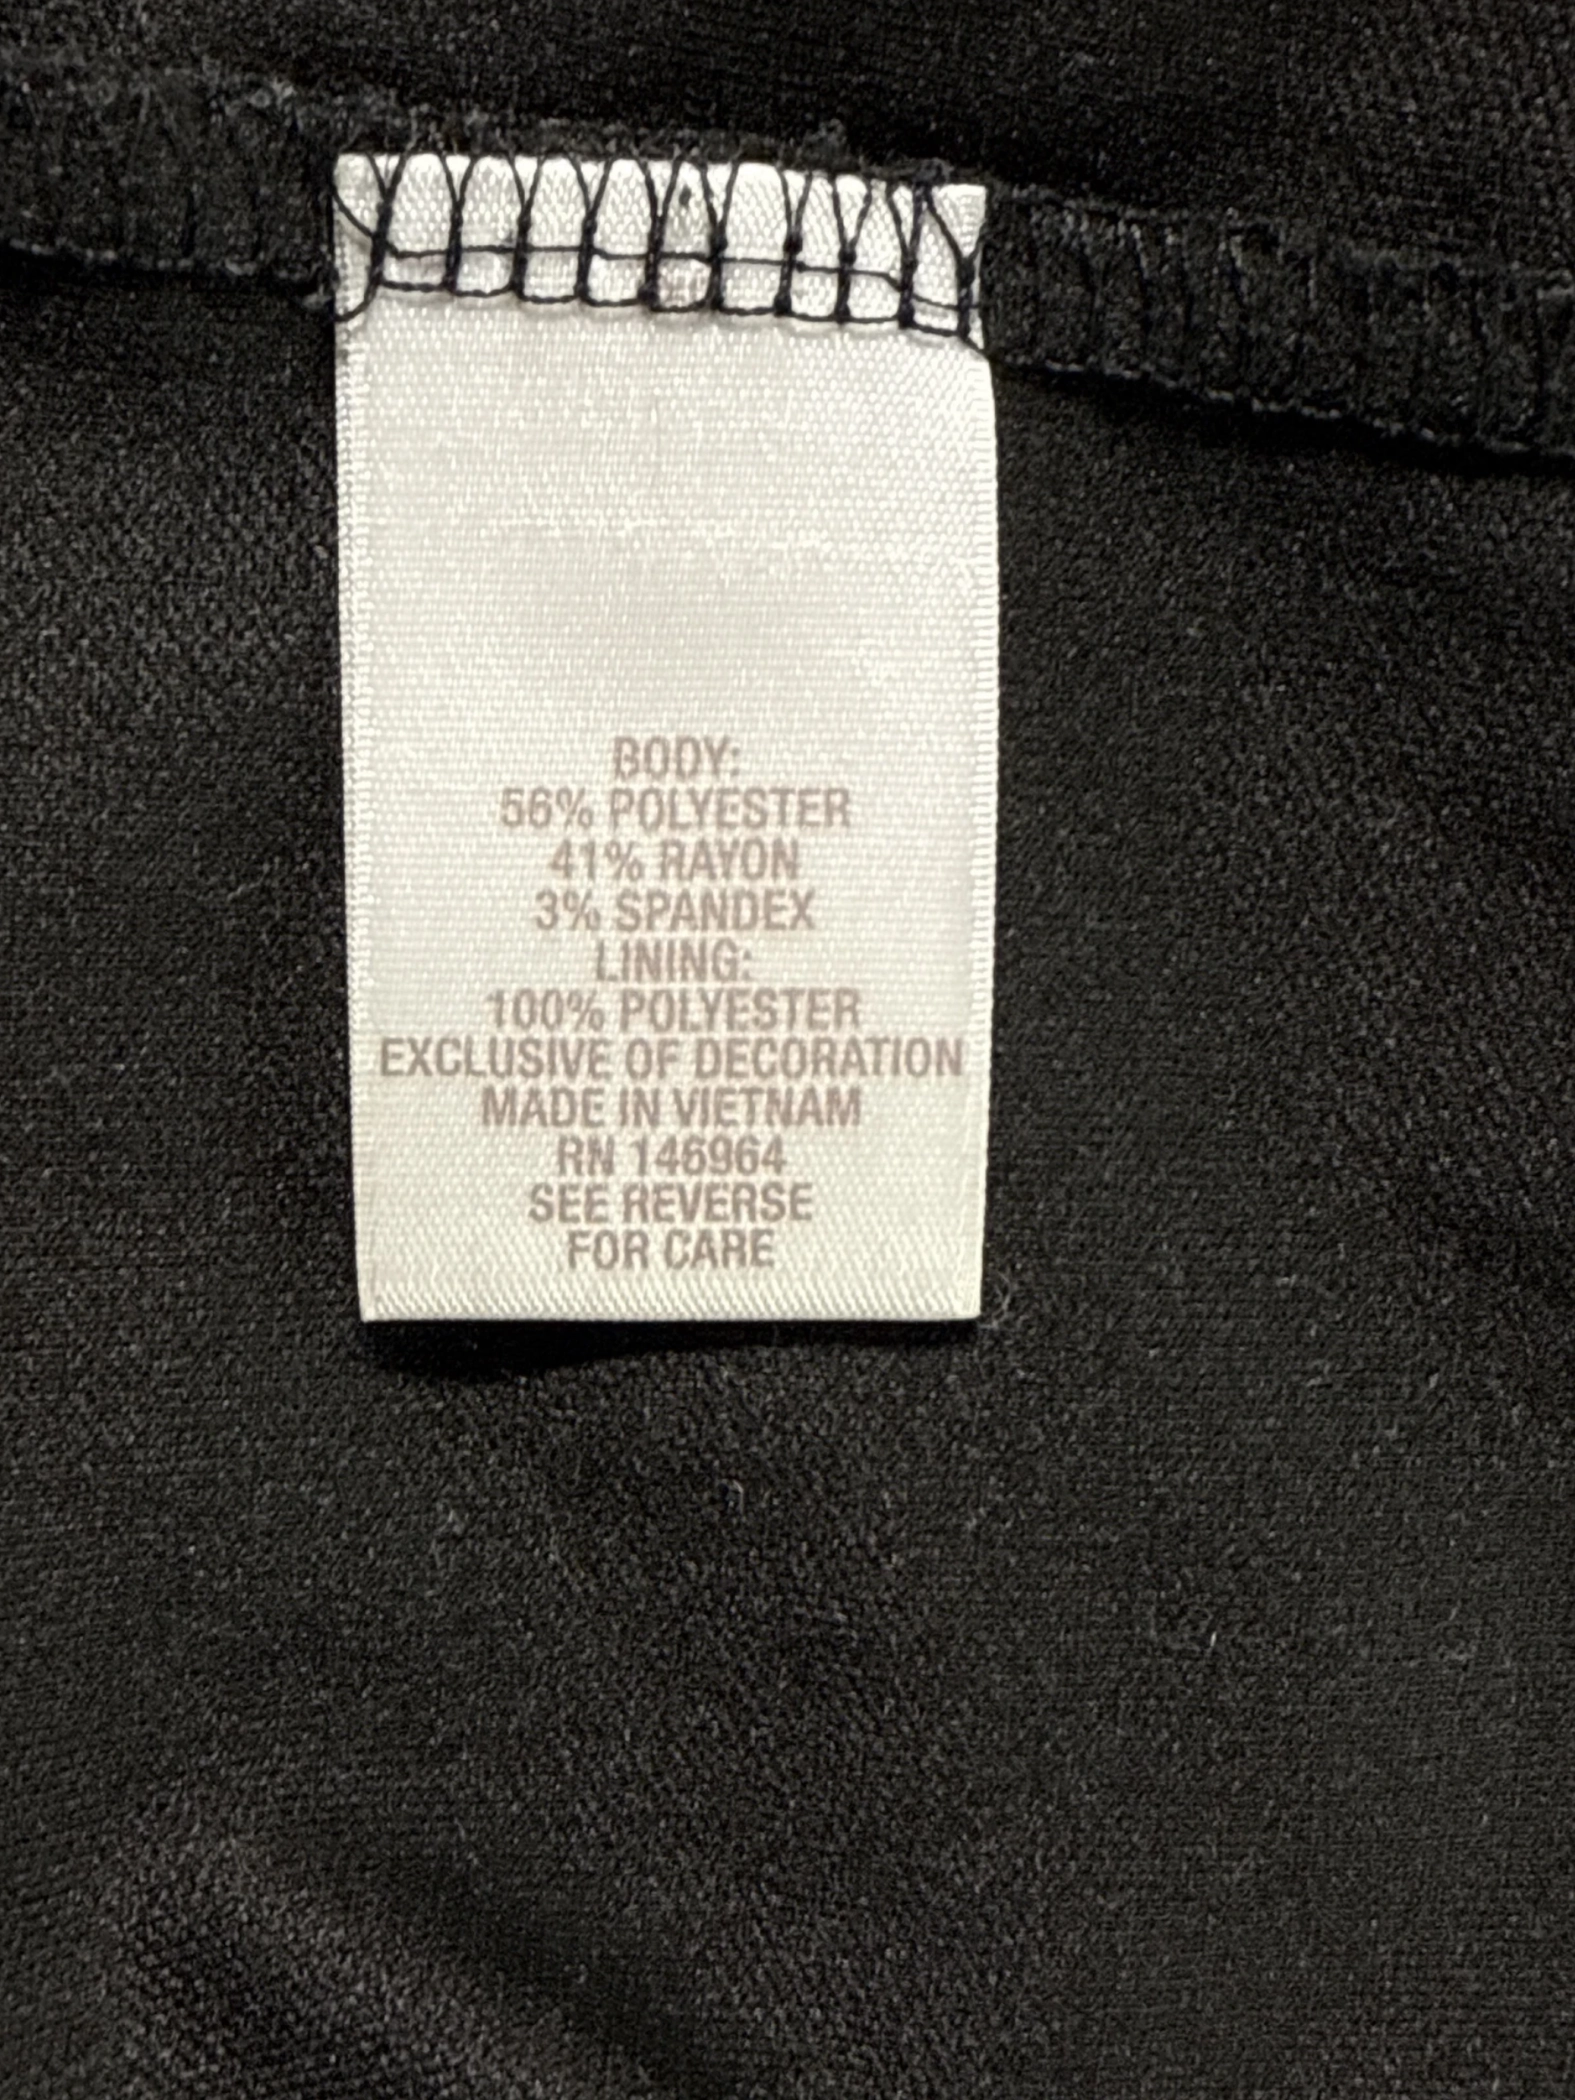 BODY:
56% POLYESTER
41% RAYON
3% SPANDEX
LINING:
100% POLYESTER
EXCLUSIVE OF DECORATION
MADE IN VIETNAM
RN 146964
SEE REVERSE
FOR CARE